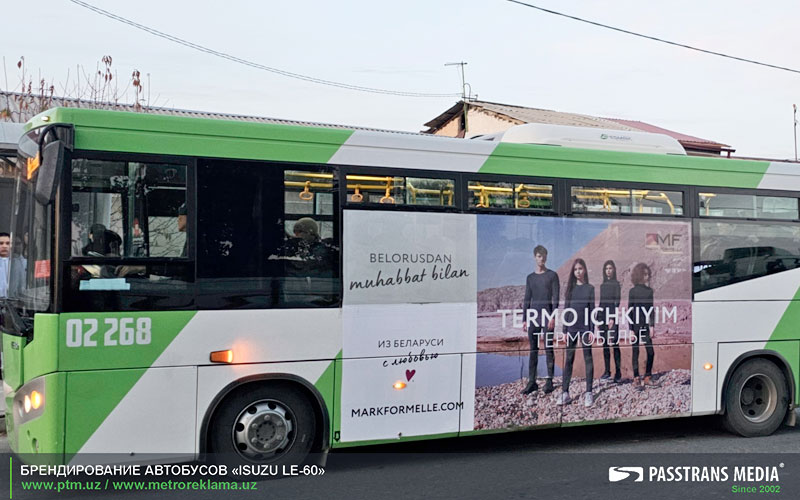 02 268
BELORUSDAN
muhabbat bilan
ИЗ БЕЛАРУСИ
с любовью
MARKFORMELLE.COM
MF
TERMO ICHKIYIM
ТЕРМОБЕЛЬЕ
БРЕНДИРОВАНИЕ АВТОБУСОВ «ISUZU LE-60»
www.ptm.uz / www.metroreklama.uz
PASSTRANS MEDIA®
Since 2002